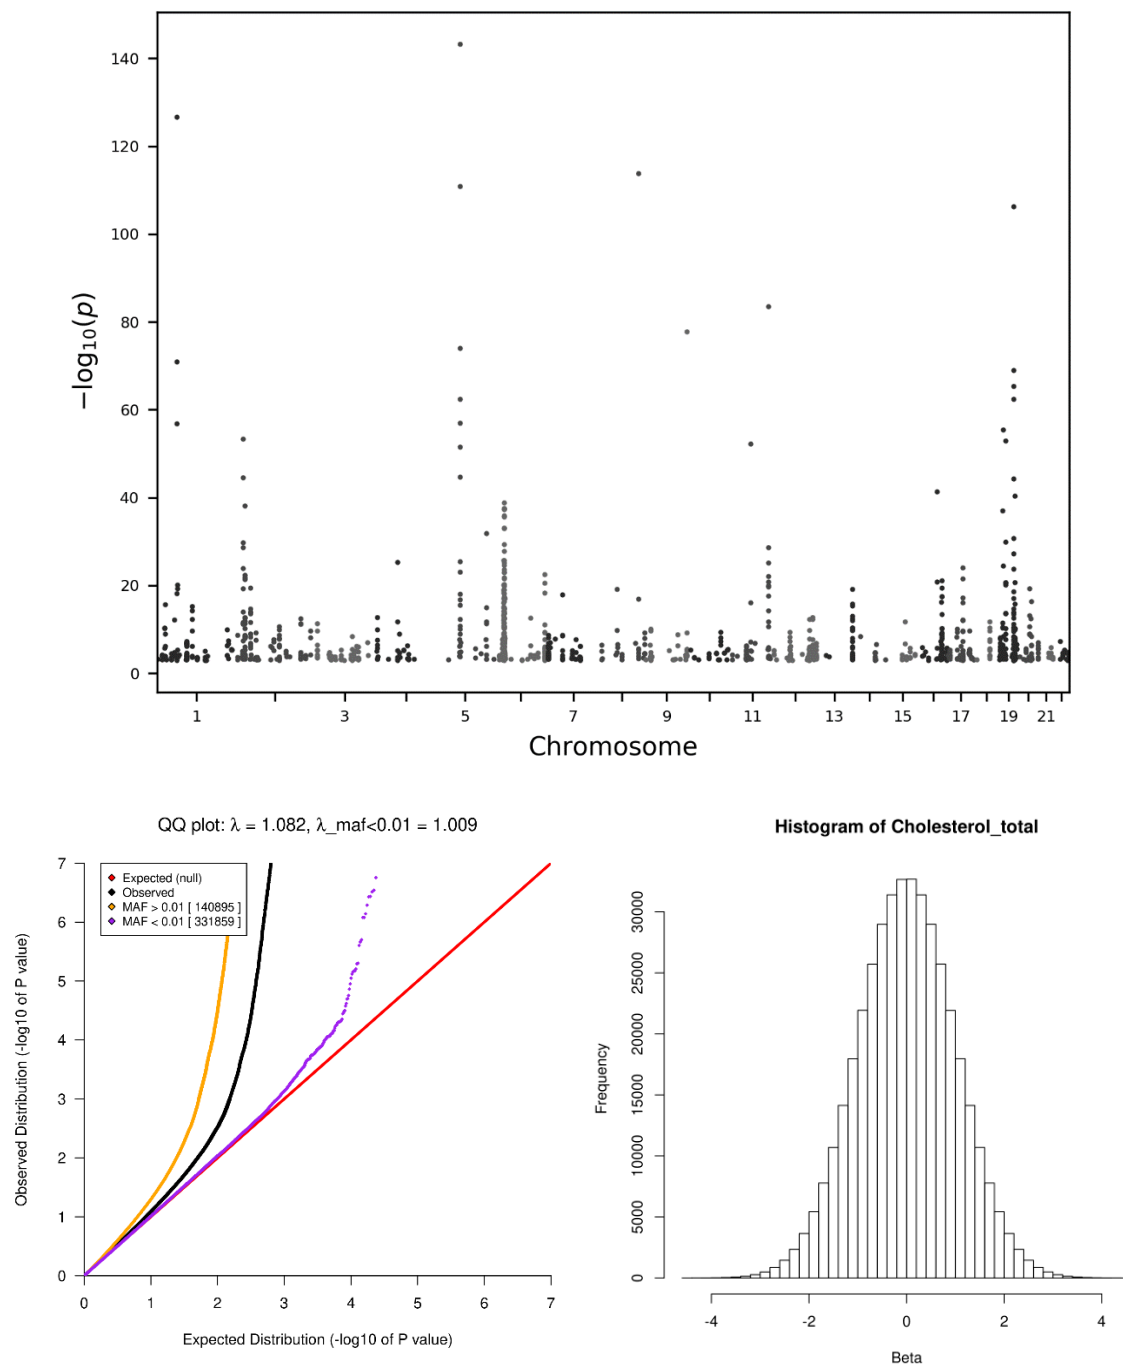 140
120
100
80
60
40
20
0
−log₁₀(p)
1 3 5 7 9 11 13 15 17 19 21
Chromosome
QQ plot: λ = 1.082, λ_maf<0.01 = 1.009
7
6
5
4
3
2
1
0
Observed Distribution (-log10 of P value)
Expected (null)
Observed
MAF > 0.01 [ 140895 ]
MAF < 0.01 [ 331859 ]
0 1 2 3 4 5 6 7
Expected Distribution (-log10 of P value)
Histogram of Cholesterol_total
30000
25000
20000
15000
10000
5000
0
Frequency
-4 -2 0 2 4
Beta